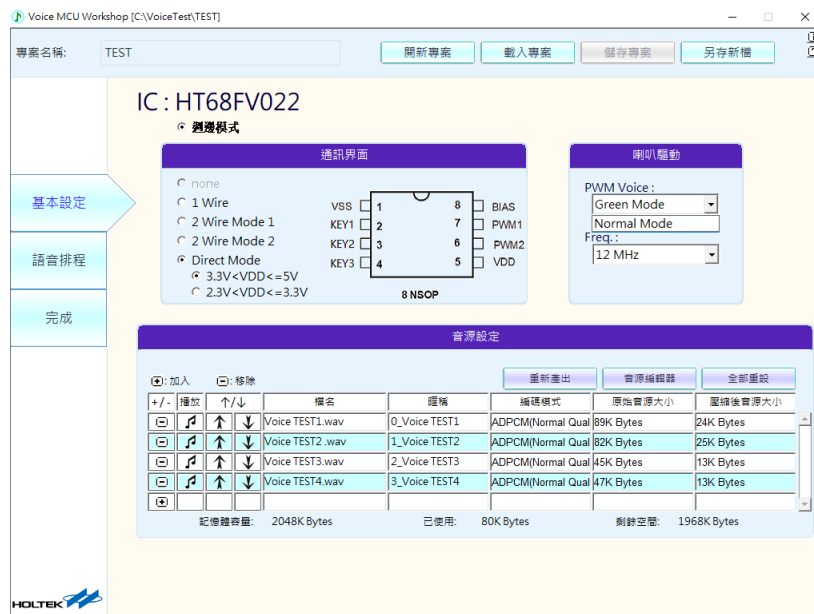 Voice MCU Workshop [C:\VoiceTest\TEST]
專案名稱: TEST 開新專案 載入專案 儲存專案 另存新檔
IC : HT68FV022
週邊模式
通訊界面
none
1 Wire
2 Wire Mode 1
2 Wire Mode 2
Direct Mode
3.3V<VDD<=5V
2.3V<VDD<=3.3V
VSS 1 8 BIAS
KEY1 2 7 PWM1
KEY2 3 6 PWM2
KEY3 4 5 VDD
8 NSOP
喇叭驅動
PWM Voice :
Green Mode
Normal Mode
Freq. :
12 MHz
基本設定
語音排程
完成
音源設定
+: 加入 -: 移除 重新產出 音源編輯器 全部重設
+/- 播放 ↑/↓ 檔名 暱稱 編碼模式 原始音源大小 壓縮後音源大小
Voice TEST1.wav 0_Voice TEST1 ADPCM(Normal Qual 89K Bytes 24K Bytes
Voice TEST2 .wav 1_Voice TEST2 ADPCM(Normal Qual 82K Bytes 25K Bytes
Voice TEST3.wav 2_Voice TEST3 ADPCM(Normal Qual 45K Bytes 13K Bytes
Voice TEST4.wav 3_Voice TEST4 ADPCM(Normal Qual 47K Bytes 13K Bytes
記憶體容量: 2048K Bytes 已使用: 80K Bytes 剩餘空間: 1968K Bytes
HOLTEK